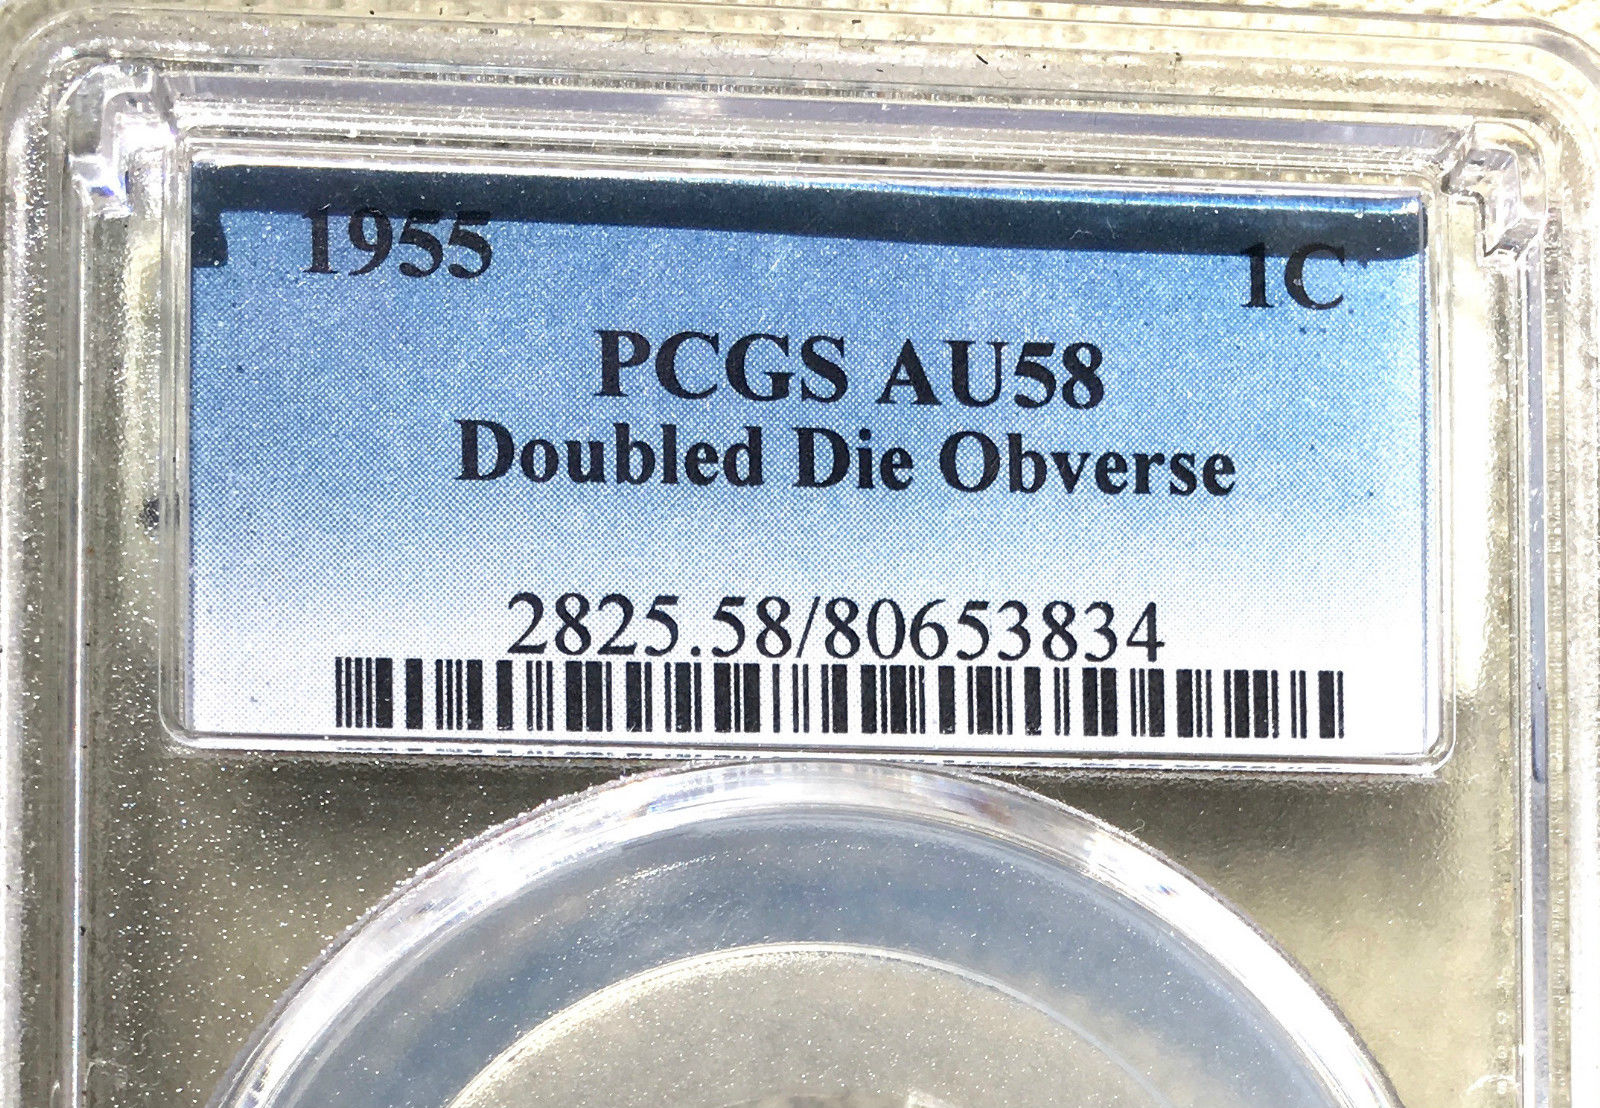 1955 1C
PCGS AU58
Doubled Die Obverse
2825.58/80653834